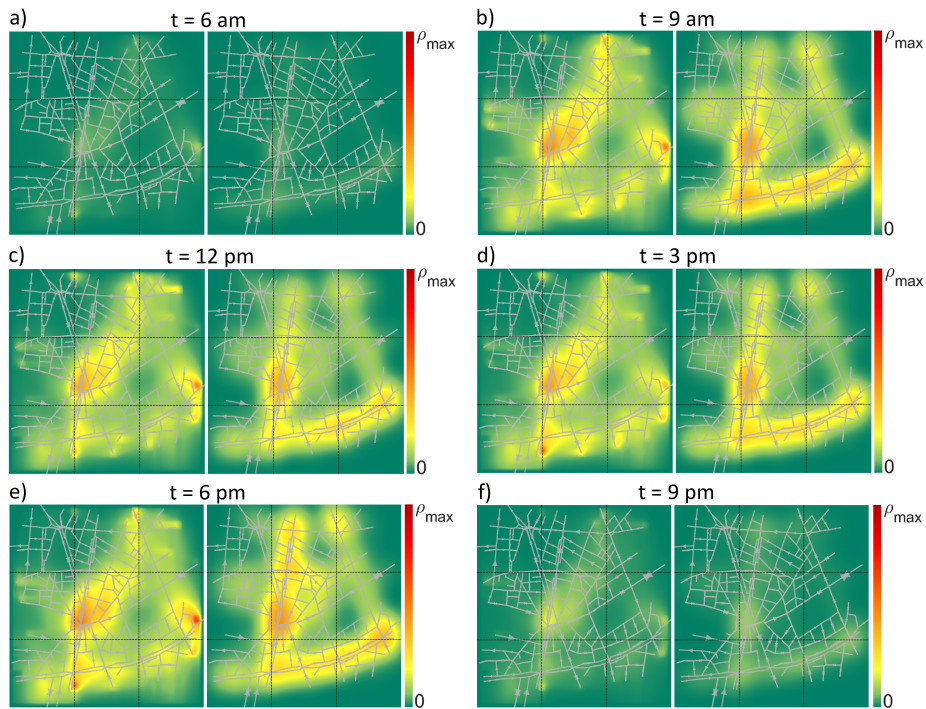 a) t = 6 am
ρmax
0
b) t = 9 am
ρmax
0
c) t = 12 pm
ρmax
0
d) t = 3 pm
ρmax
0
e) t = 6 pm
ρmax
0
f) t = 9 pm
ρmax
0